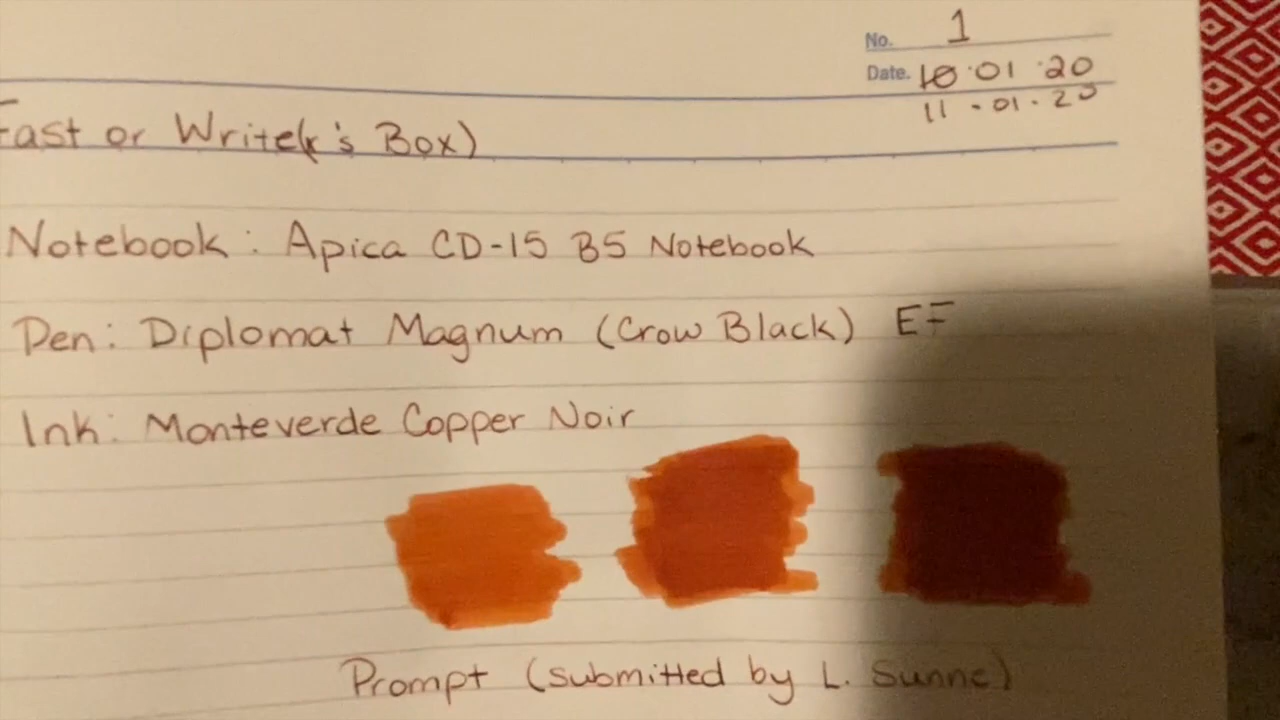 No. 1
Date. 10.01.20
11-01-20
Fast or Write(r's Box)
Notebook: Apica CD-15 B5 Notebook
Pen: Diplomat Magnum (Crow Black) EF
Ink: Monteverde Copper Noir
Prompt (submitted by L. Sunne)